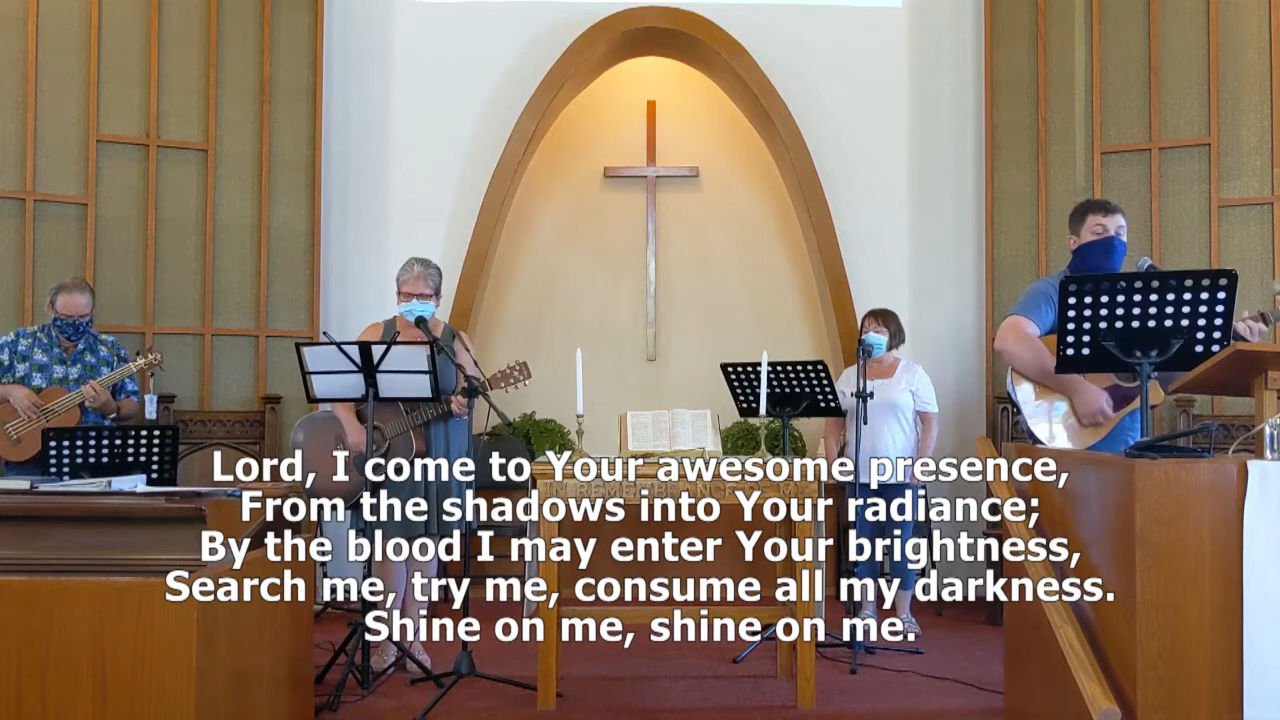 Lord, I come to Your awesome presence,
From the shadows into Your radiance;
By the blood I may enter Your brightness,
Search me, try me, consume all my darkness.
Shine on me, shine on me.